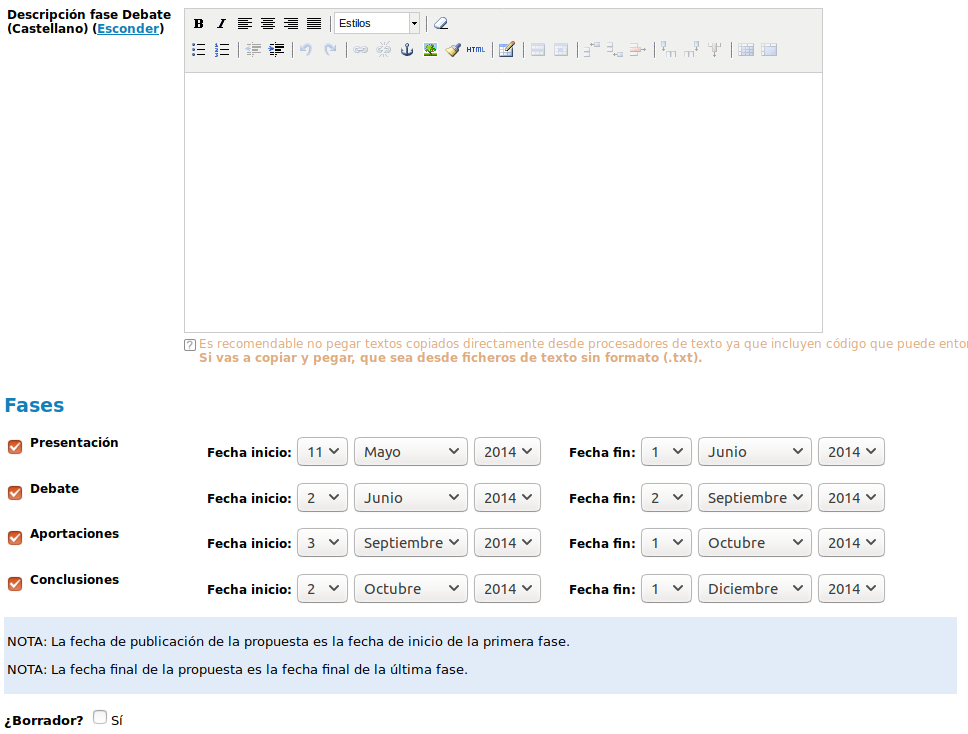 Descripción fase Debate
(Castellano) (Esconder)
B I Estilos
HTML
? Es recomendable no pegar textos copiados directamente desde procesadores de texto ya que incluyen código que puede
Si vas a copiar y pegar, que sea desde ficheros de texto sin formato (.txt).
Fases
Presentación Fecha inicio: 11 Mayo 2014 Fecha fin: 1 Junio 2014
Debate Fecha inicio: 2 Junio 2014 Fecha fin: 2 Septiembre 2014
Aportaciones Fecha inicio: 3 Septiembre 2014 Fecha fin: 1 Octubre 2014
Conclusiones Fecha inicio: 2 Octubre 2014 Fecha fin: 1 Diciembre 2014
NOTA: La fecha de publicación de la propuesta es la fecha de inicio de la primera fase.
NOTA: La fecha final de la propuesta es la fecha final de la última fase.
¿Borrador? Sí